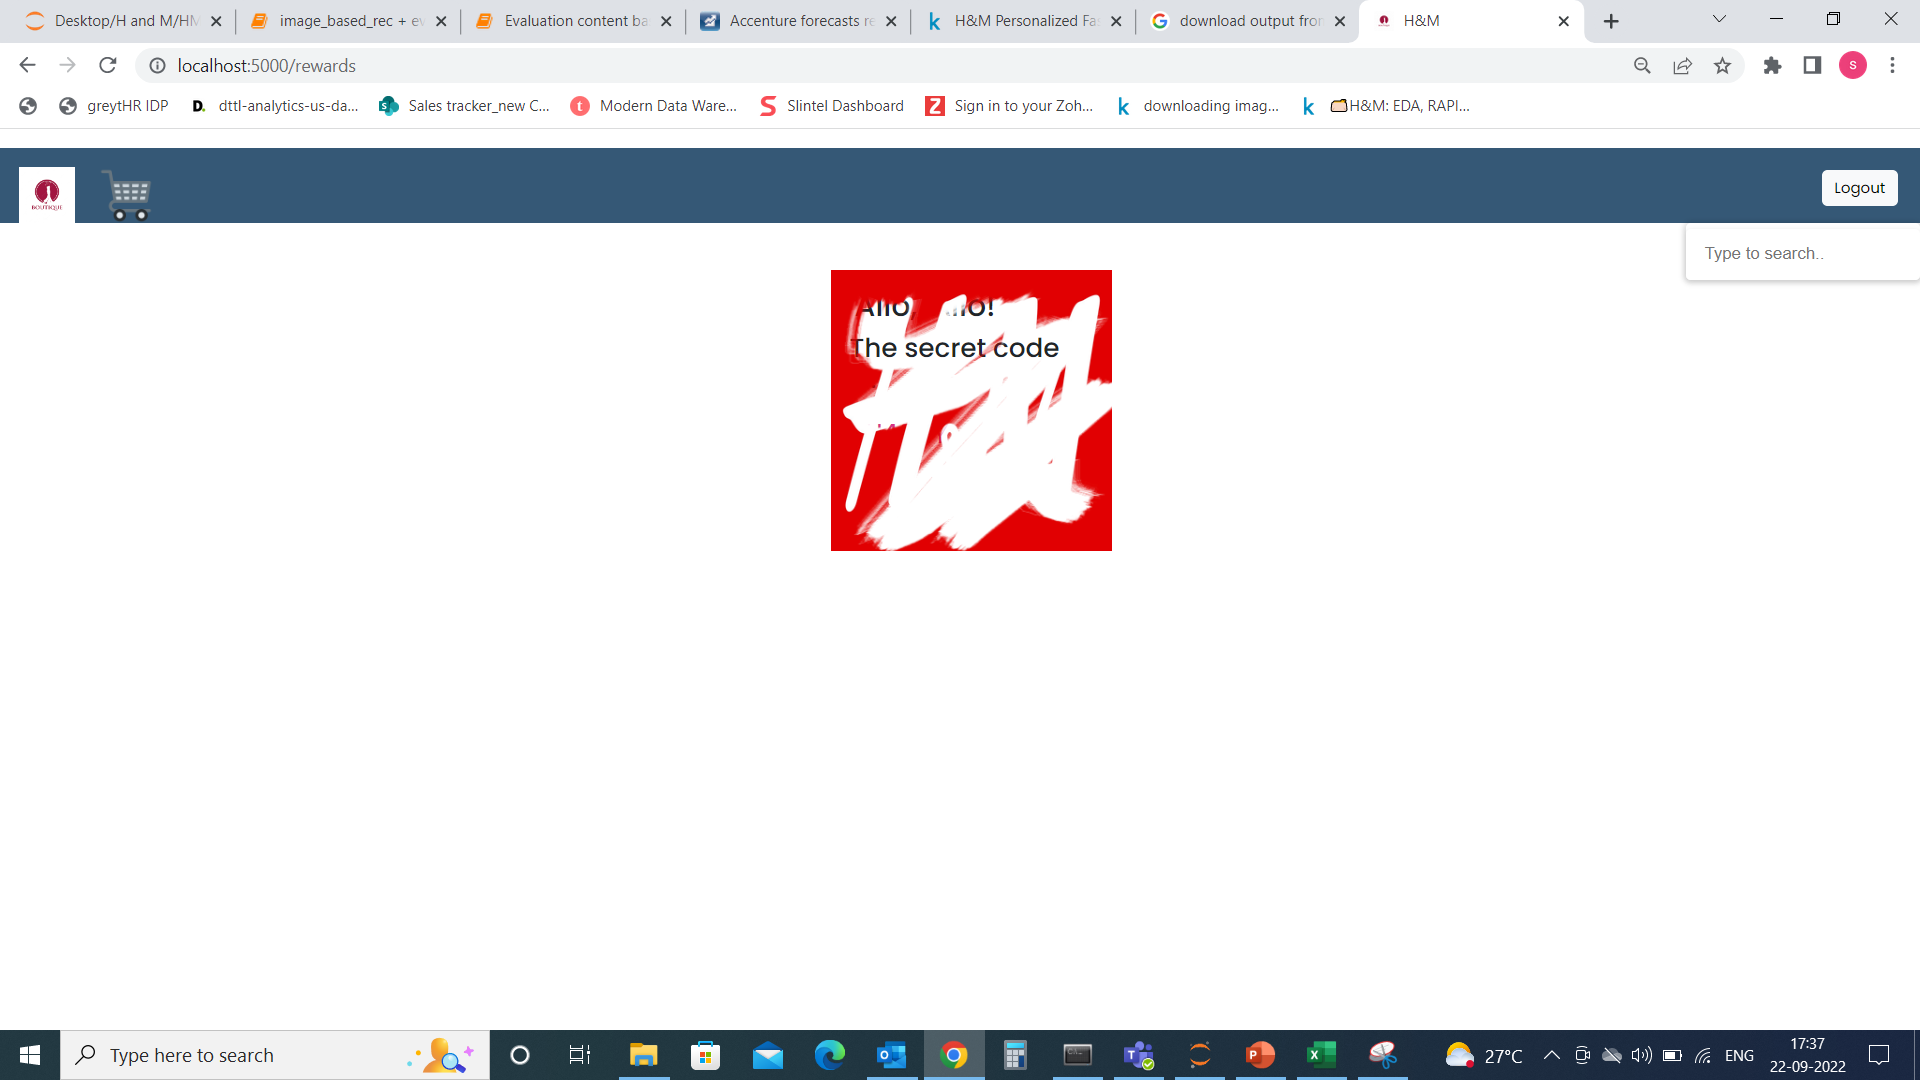 Desktop/H and M/HM
image_based_rec + ev
Evaluation content ba
Accenture forecasts re
H&M Personalized Fas
download output fron
H&M
localhost:5000/rewards
greytHR IDP
D. dttl-analytics-us-da...
Sales tracker_new C...
t Modern Data Ware...
S Slintel Dashboard
Z Sign in to your Zoh...
k downloading imag...
k H&M: EDA, RAPI...
BOUTIQUE
Logout
Type to search..
The secret code
Type here to search
27°C
ENG
17:37
22-09-2022